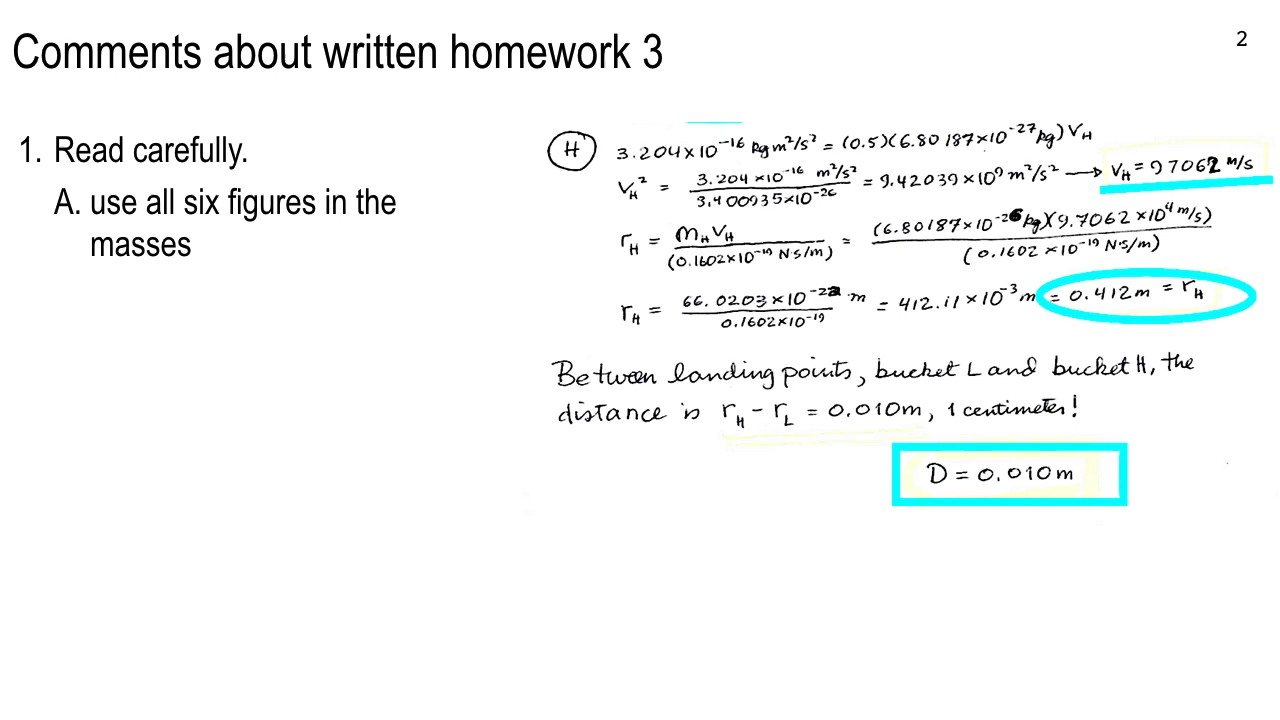 Comments about written homework 3
2
1. Read carefully.
A. use all six figures in the
masses
H 3.204×10⁻¹⁶ kg m²/s² = (0.5)(6.80187×10⁻²⁷ kg) V_H
V_H² = 3.204×10⁻¹⁶ m²/s² / 3.400935×10⁻²⁶ = 9.42039×10⁹ m²/s² → V_H = 97062 m/s
r_H = m_H V_H / (0.1602×10⁻¹⁹ N·s/m) = (6.80187×10⁻²⁶ kg)(9.7062×10⁴ m/s) / (0.1602×10⁻¹⁹ N·s/m)
r_H = 66.0203×10⁻²² m / 0.1602×10⁻¹⁹ = 412.11×10⁻³ m = 0.412 m = r_H
Between landing points, bucket L and bucket H, the
distance is r_H - r_L = 0.010 m, 1 centimeter!
D = 0.010 m